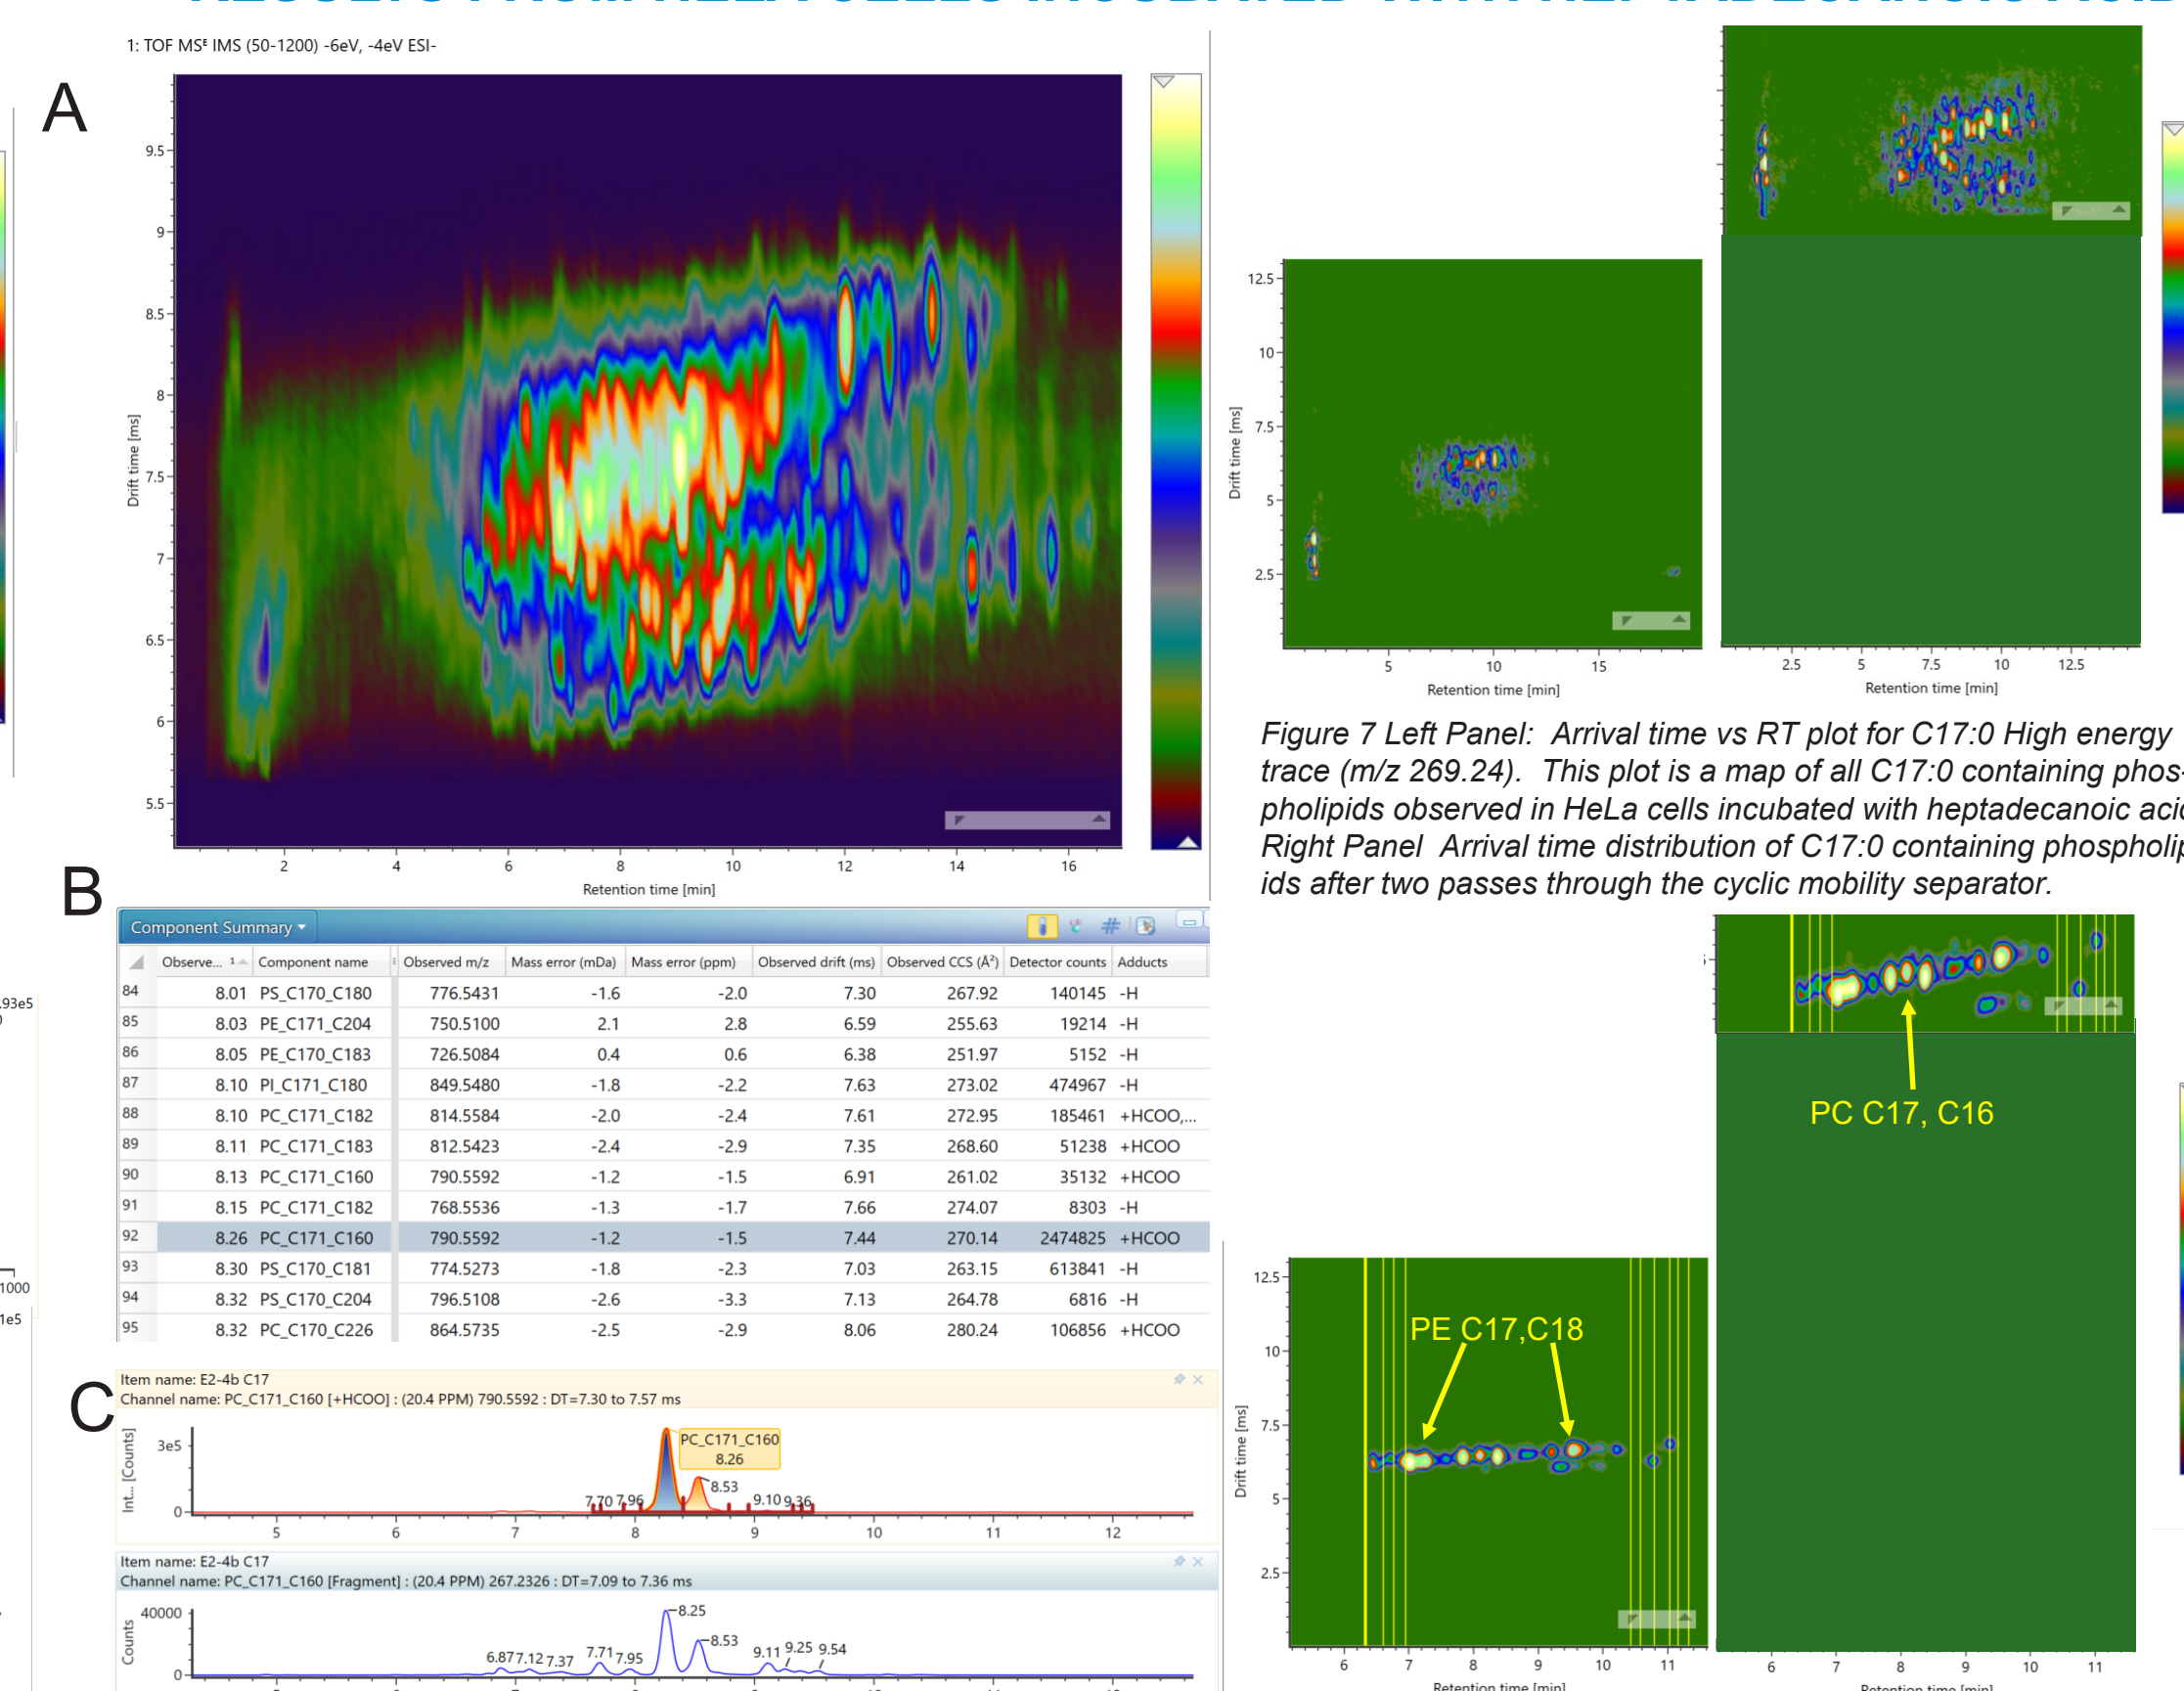 1: TOF MSᴱ IMS (50-1200) -6eV, -4eV ESI-
A
Drift time [ms]
9.5
9
8.5
8
7.5
7
6.5
6
5.5
2 4 6 8 10 12 14 16
Retention time [min]
B
Component Summary
Observe... 1 Component name Observed m/z Mass error (mDa) Mass error (ppm) Observed drift (ms) Observed CCS (Å²) Detector counts Adducts
84 8.01 PS_C170_C180 776.5431 -1.6 -2.0 7.30 267.92 140145 -H
85 8.03 PE_C171_C204 750.5100 2.1 2.8 6.59 255.63 19214 -H
86 8.05 PE_C170_C183 726.5084 0.4 0.6 6.38 251.97 5152 -H
87 8.10 PI_C171_C180 849.5480 -1.8 -2.2 7.63 273.02 474967 -H
88 8.10 PC_C171_C182 814.5584 -2.0 -2.4 7.61 272.95 185461 +HCOO,...
89 8.11 PC_C171_C183 812.5423 -2.4 -2.9 7.35 268.60 51238 +HCOO
90 8.13 PC_C171_C160 790.5592 -1.2 -1.5 6.91 261.02 35132 +HCOO
91 8.15 PC_C171_C182 768.5536 -1.3 -1.7 7.66 274.07 8303 -H
92 8.26 PC_C171_C160 790.5592 -1.2 -1.5 7.44 270.14 2474825 +HCOO
93 8.30 PS_C170_C181 774.5273 -1.8 -2.3 7.03 263.15 613841 -H
94 8.32 PS_C170_C204 796.5108 -2.6 -3.3 7.13 264.78 6816 -H
95 8.32 PC_C170_C226 864.5735 -2.5 -2.9 8.06 280.24 106856 +HCOO
C
Item name: E2-4b C17
Channel name: PC_C171_C160 [+HCOO] : (20.4 PPM) 790.5592 : DT=7.30 to 7.57 ms
Int... [Counts]
3e5
0
PC_C171_C160
8.26
8.53
7.70 7.96 9.10 9.36
5 6 7 8 9 10 11 12
Item name: E2-4b C17
Channel name: PC_C171_C160 [Fragment] : (20.4 PPM) 267.2326 : DT=7.09 to 7.36 ms
Counts
40000
0
8.25
8.53
6.87 7.12 7.37 7.71 7.95 9.11 9.25 9.54
.93e5
1000
1e5
Drift time [ms]
12.5
10
7.5
5
2.5
5 10 15
Retention time [min]
2.5 5 7.5 10 12.5
Retention time [min]
Figure 7 Left Panel: Arrival time vs RT plot for C17:0 High energy
trace (m/z 269.24). This plot is a map of all C17:0 containing phos-
pholipids observed in HeLa cells incubated with heptadecanoic acid
Right Panel Arrival time distribution of C17:0 containing phospholip
ids after two passes through the cyclic mobility separator.
PC C17, C16
PE C17,C18
Drift time [ms]
12.5
10
7.5
5
2.5
6 7 8 9 10 11
Retention time [min]
6 7 8 9 10 11
Retention time [min]